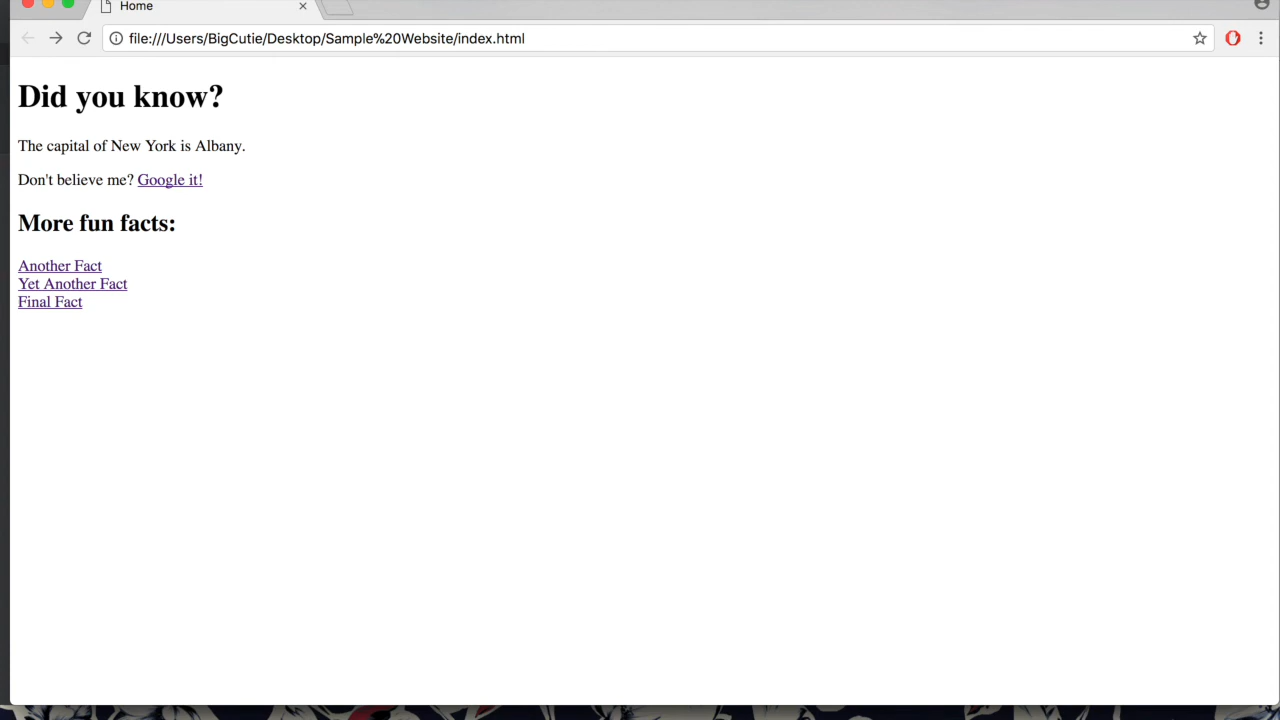 Home
file:///Users/BigCutie/Desktop/Sample%20Website/index.html
Did you know?
The capital of New York is Albany.
Don't believe me? Google it!
More fun facts:
Another Fact
Yet Another Fact
Final Fact